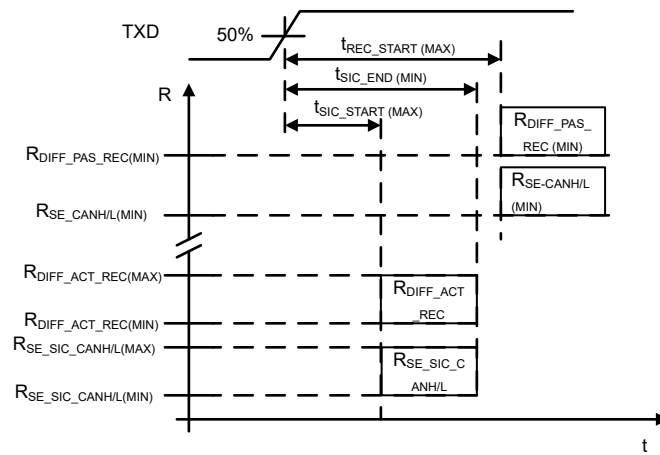 TXD
50%
tREC_START (MAX)
tSIC_END (MIN)
tSIC_START (MAX)
R
RDIFF_PAS_
REC (MIN)
RDIFF_PAS_REC(MIN)
RSE-CANH/L
(MIN)
RSE_CANH/L(MIN)
RDIFF_ACT_REC(MAX)
RDIFF_ACT
_REC
RDIFF_ACT_REC(MIN)
RSE_SIC_CANH/L(MAX)
RSE_SIC_C
ANH/L
RSE_SIC_CANH/L(MIN)
t